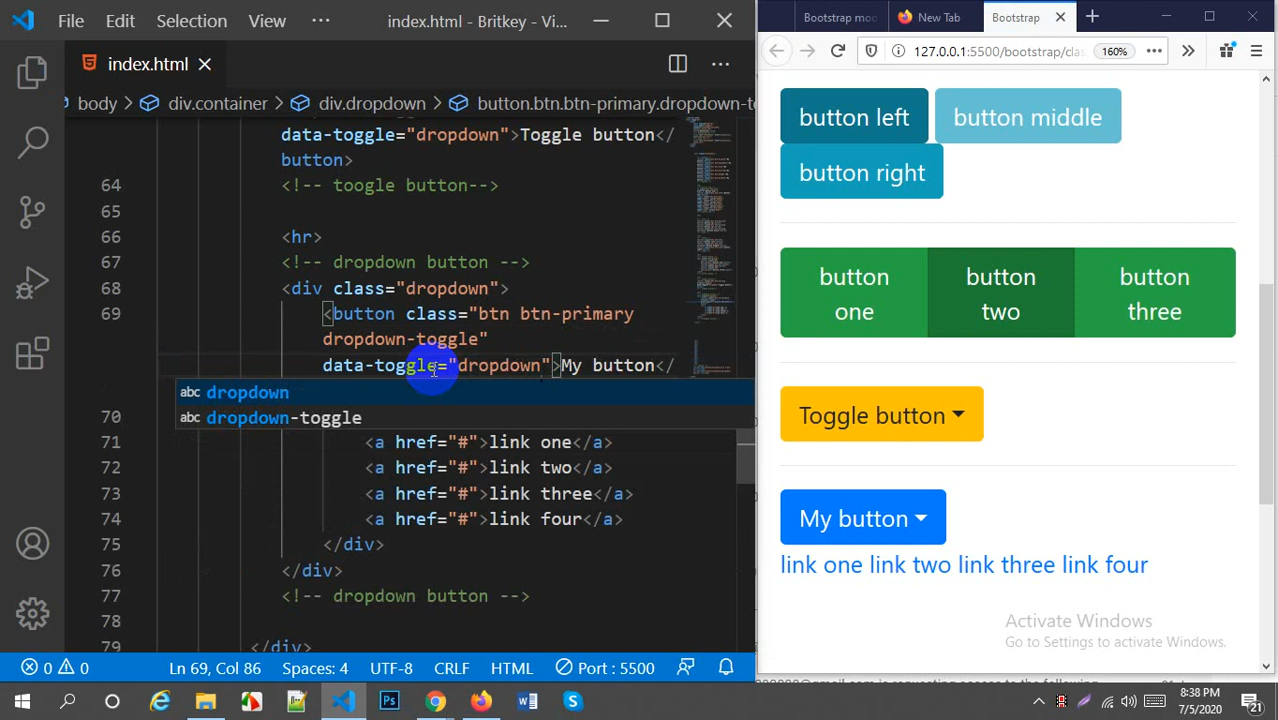 File Edit Selection View ··· index.html - Britkey - Vi...
index.html
body div.container div.dropdown button.btn.btn-primary.dropdown-to
data-toggle="dropdown">Toggle button</
button>
64 <!-- toogle button-->
65
66 <hr>
67 <!-- dropdown button -->
68 <div class="dropdown">
69 <button class="btn btn-primary
dropdown-toggle"
data-toggle="dropdown">My button</
abc dropdown
abc dropdown-toggle
70
71 <a href="#">link one</a>
72 <a href="#">link two</a>
73 <a href="#">link three</a>
74 <a href="#">link four</a>
75 </div>
76 </div>
77 <!-- dropdown button -->
78
79 </div>
0 0 Ln 69, Col 86 Spaces: 4 UTF-8 CRLF HTML Port : 5500
Bootstrap mod New Tab Bootstrap
127.0.0.1:5500/bootstrap/clas 160%
button left button middle
button right
button one
button two
button three
Toggle button
My button
link one link two link three link four
Activate Windows
Go to Settings to activate Windows.
8:38 PM
7/5/2020
21